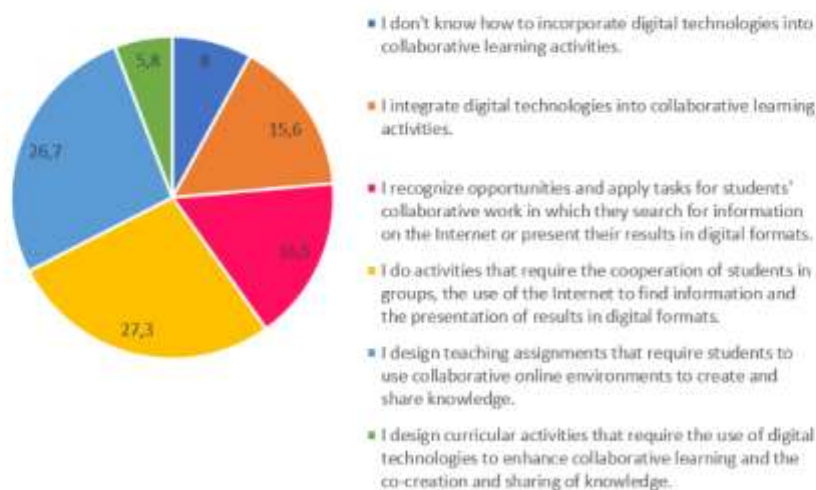 5,8
8
15,6
26,7
27,3
I don't know how to incorporate digital technologies into
collaborative learning activities.
I integrate digital technologies into collaborative learning
activities.
I recognize opportunities and apply tasks for students'
collaborative work in which they search for information
on the Internet or present their results in digital formats.
I do activities that require the cooperation of students in
groups, the use of the Internet to find information and
the presentation of results in digital formats.
I design teaching assignments that require students to
use collaborative online environments to create and
share knowledge.
I design curricular activities that require the use of digital
technologies to enhance collaborative learning and the
co-creation and sharing of knowledge.